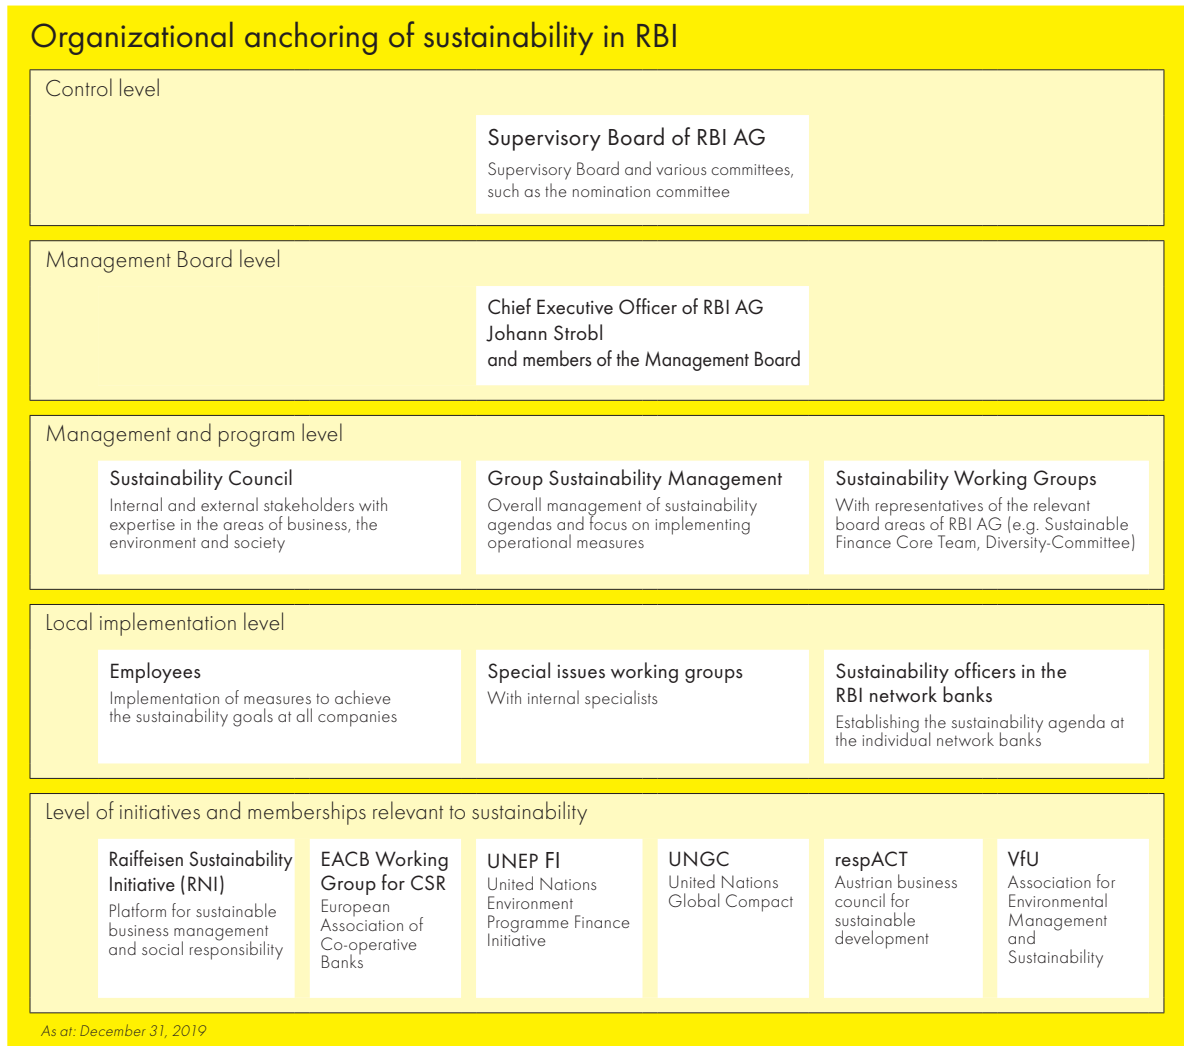 Organizational anchoring of sustainability in RBI
Control level
Supervisory Board of RBI AG
Supervisory Board and various committees,
such as the nomination committee
Management Board level
Chief Executive Officer of RBI AG
Johann Strobl
and members of the Management Board
Management and program level
Sustainability Council
Internal and external stakeholders with
expertise in the areas of business, the
environment and society
Group Sustainability Management
Overall management of sustainability
agendas and focus on implementing
operational measures
Sustainability Working Groups
With representatives of the relevant
board areas of RBI AG (e.g. Sustainable
Finance Core Team, Diversity-Committee)
Local implementation level
Employees
Implementation of measures to achieve
the sustainability goals at all companies
Special issues working groups
With internal specialists
Sustainability officers in the
RBI network banks
Establishing the sustainability agenda at
the individual network banks
Level of initiatives and memberships relevant to sustainability
Raiffeisen Sustainability
Initiative (RNI)
Platform for sustainable
business management
and social responsibility
EACB Working
Group for CSR
European
Association of
Co-operative
Banks
UNEP FI
United Nations
Environment
Programme Finance
Initiative
UNGC
United Nations
Global Compact
respACT
Austrian business
council for
sustainable
development
VfU
Association for
Environmental
Management
and
Sustainability
As at: December 31, 2019